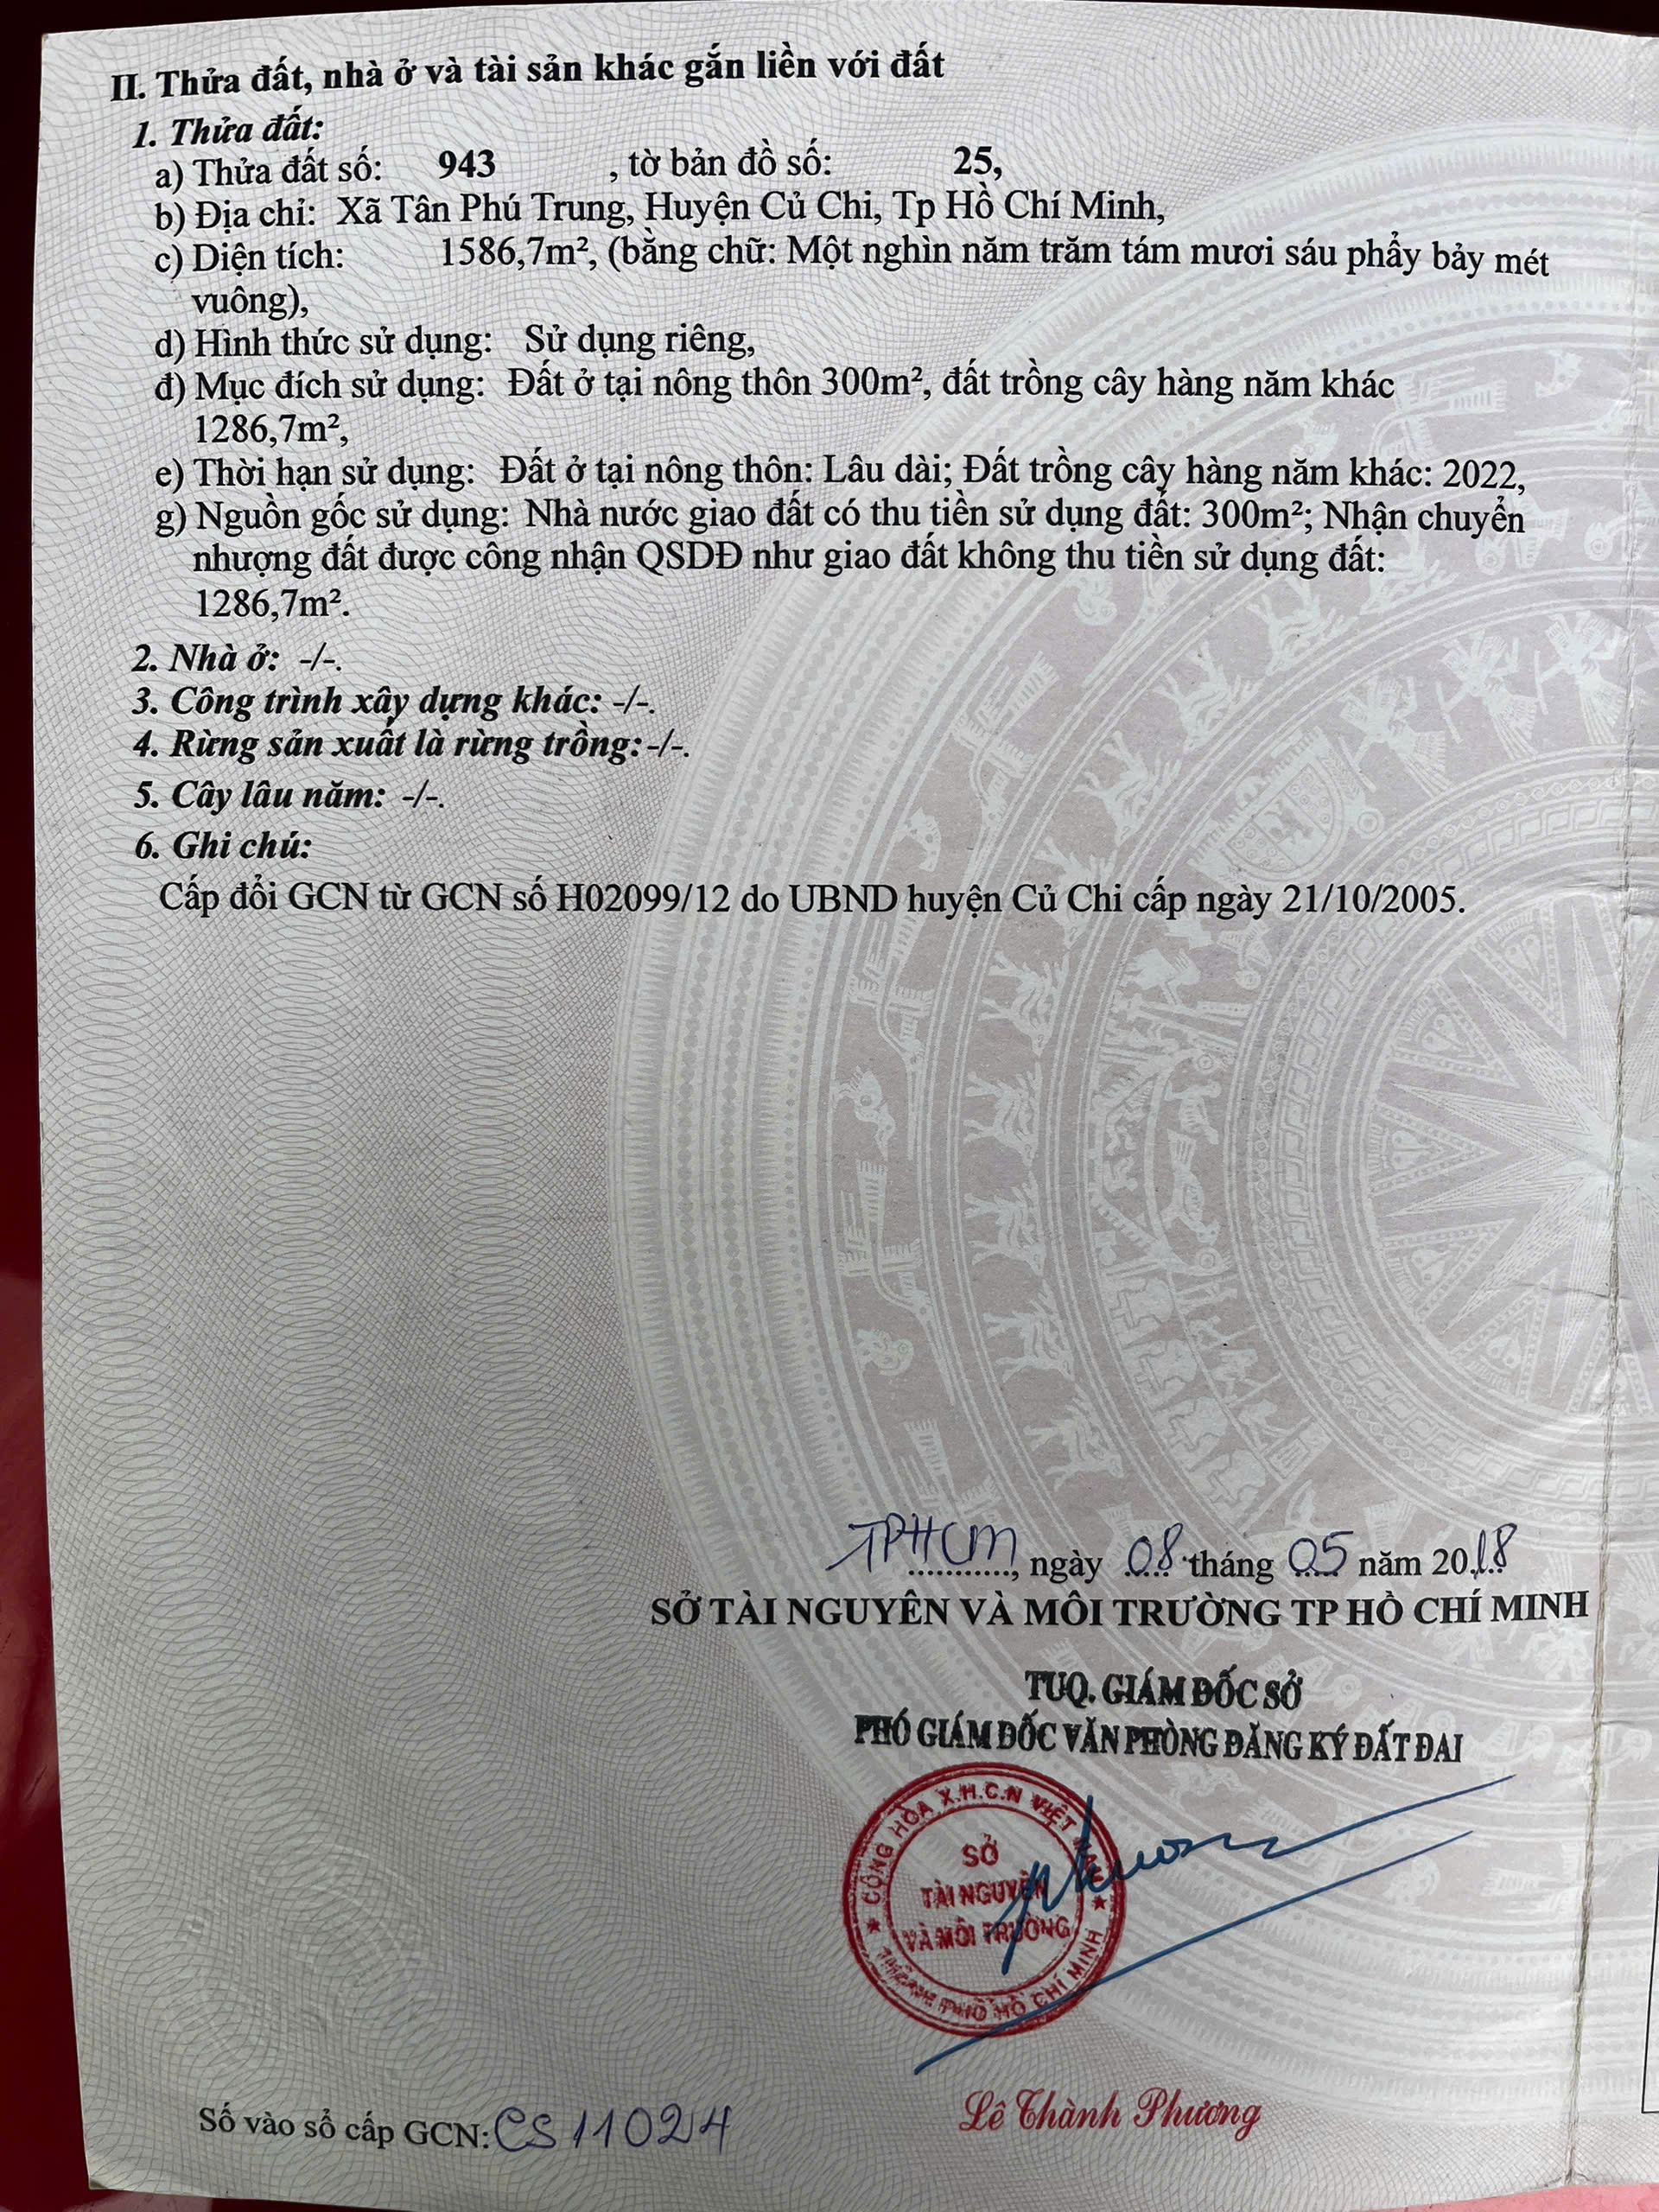 II. Thửa đất, nhà ở và tài sản khác gắn liền với đất
1. Thửa đất:
a) Thửa đất số: 943 , tờ bản đồ số: 25,
b) Địa chỉ: Xã Tân Phú Trung, Huyện Củ Chi, Tp Hồ Chí Minh,
c) Diện tích: 1586,7m², (bằng chữ: Một nghìn năm trăm tám mươi sáu phẩy bảy mét
vuông),
d) Hình thức sử dụng: Sử dụng riêng,
đ) Mục đích sử dụng: Đất ở tại nông thôn 300m², đất trồng cây hàng năm khác
1286,7m²,
e) Thời hạn sử dụng: Đất ở tại nông thôn: Lâu dài; Đất trồng cây hàng năm khác: 2022,
g) Nguồn gốc sử dụng: Nhà nước giao đất có thu tiền sử dụng đất: 300m²; Nhận chuyển
nhượng đất được công nhận QSDĐ như giao đất không thu tiền sử dụng đất:
1286,7m².
2. Nhà ở: -/-.
3. Công trình xây dựng khác: -/-.
4. Rừng sản xuất là rừng trồng: -/-.
5. Cây lâu năm: -/-.
6. Ghi chú:
Cấp đổi GCN từ GCN số H02099/12 do UBND huyện Củ Chi cấp ngày 21/10/2005.
TPHCM, ngày 08 tháng 05 năm 2018
SỞ TÀI NGUYÊN VÀ MÔI TRƯỜNG TP HỒ CHÍ MINH
TUQ. GIÁM ĐỐC SỞ
PHÓ GIÁM ĐỐC VĂN PHÒNG ĐĂNG KÝ ĐẤT ĐAI
CỘNG HÒA X.H.C.N VIỆT NAM
SỞ
TÀI NGUYÊN
VÀ MÔI TRƯỜNG
THÀNH PHỐ HỒ CHÍ MINH
Lê Thành Phương
Số vào sổ cấp GCN: CS 11024